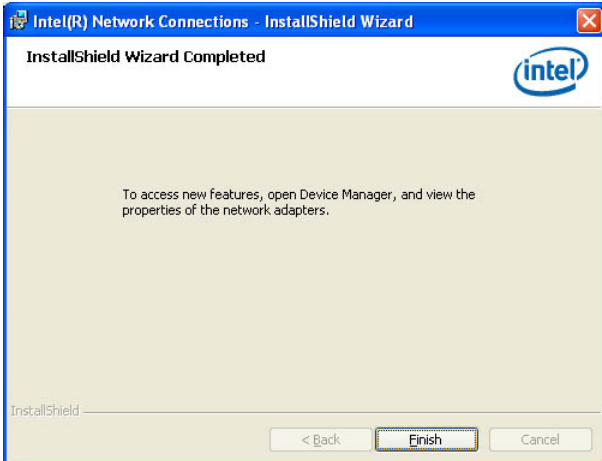 Intel(R) Network Connections - InstallShield Wizard
InstallShield Wizard Completed
intel
To access new features, open Device Manager, and view the
properties of the network adapters.
InstallShield
< Back
Finish
Cancel